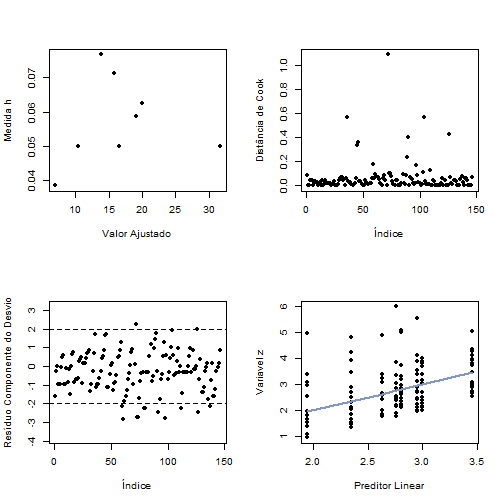 Medida h
0.04 0.05 0.06 0.07
10 15 20 25 30
Valor Ajustado
Distância de Cook
0.0 0.2 0.4 0.6 0.8 1.0
0 50 100 150
Índice
Resíduo Componente do Desvio
-4 -3 -2 -1 0 1 2 3
0 50 100 150
Índice
Variavel z
1 2 3 4 5 6
2.0 2.5 3.0 3.5
Preditor Linear